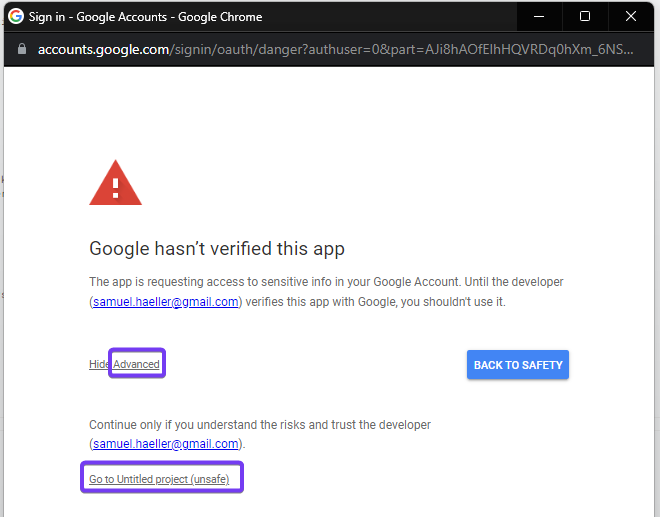 Sign in - Google Accounts - Google Chrome
accounts.google.com/signin/oauth/danger?authuser=0&part=AJi8hAOfEIhHQVRDq0hXm_6NS...
Google hasn't verified this app
The app is requesting access to sensitive info in your Google Account. Until the developer
(samuel.haeller@gmail.com) verifies this app with Google, you shouldn't use it.
Hide Advanced
BACK TO SAFETY
Continue only if you understand the risks and trust the developer
(samuel.haeller@gmail.com).
Go to Untitled project (unsafe)